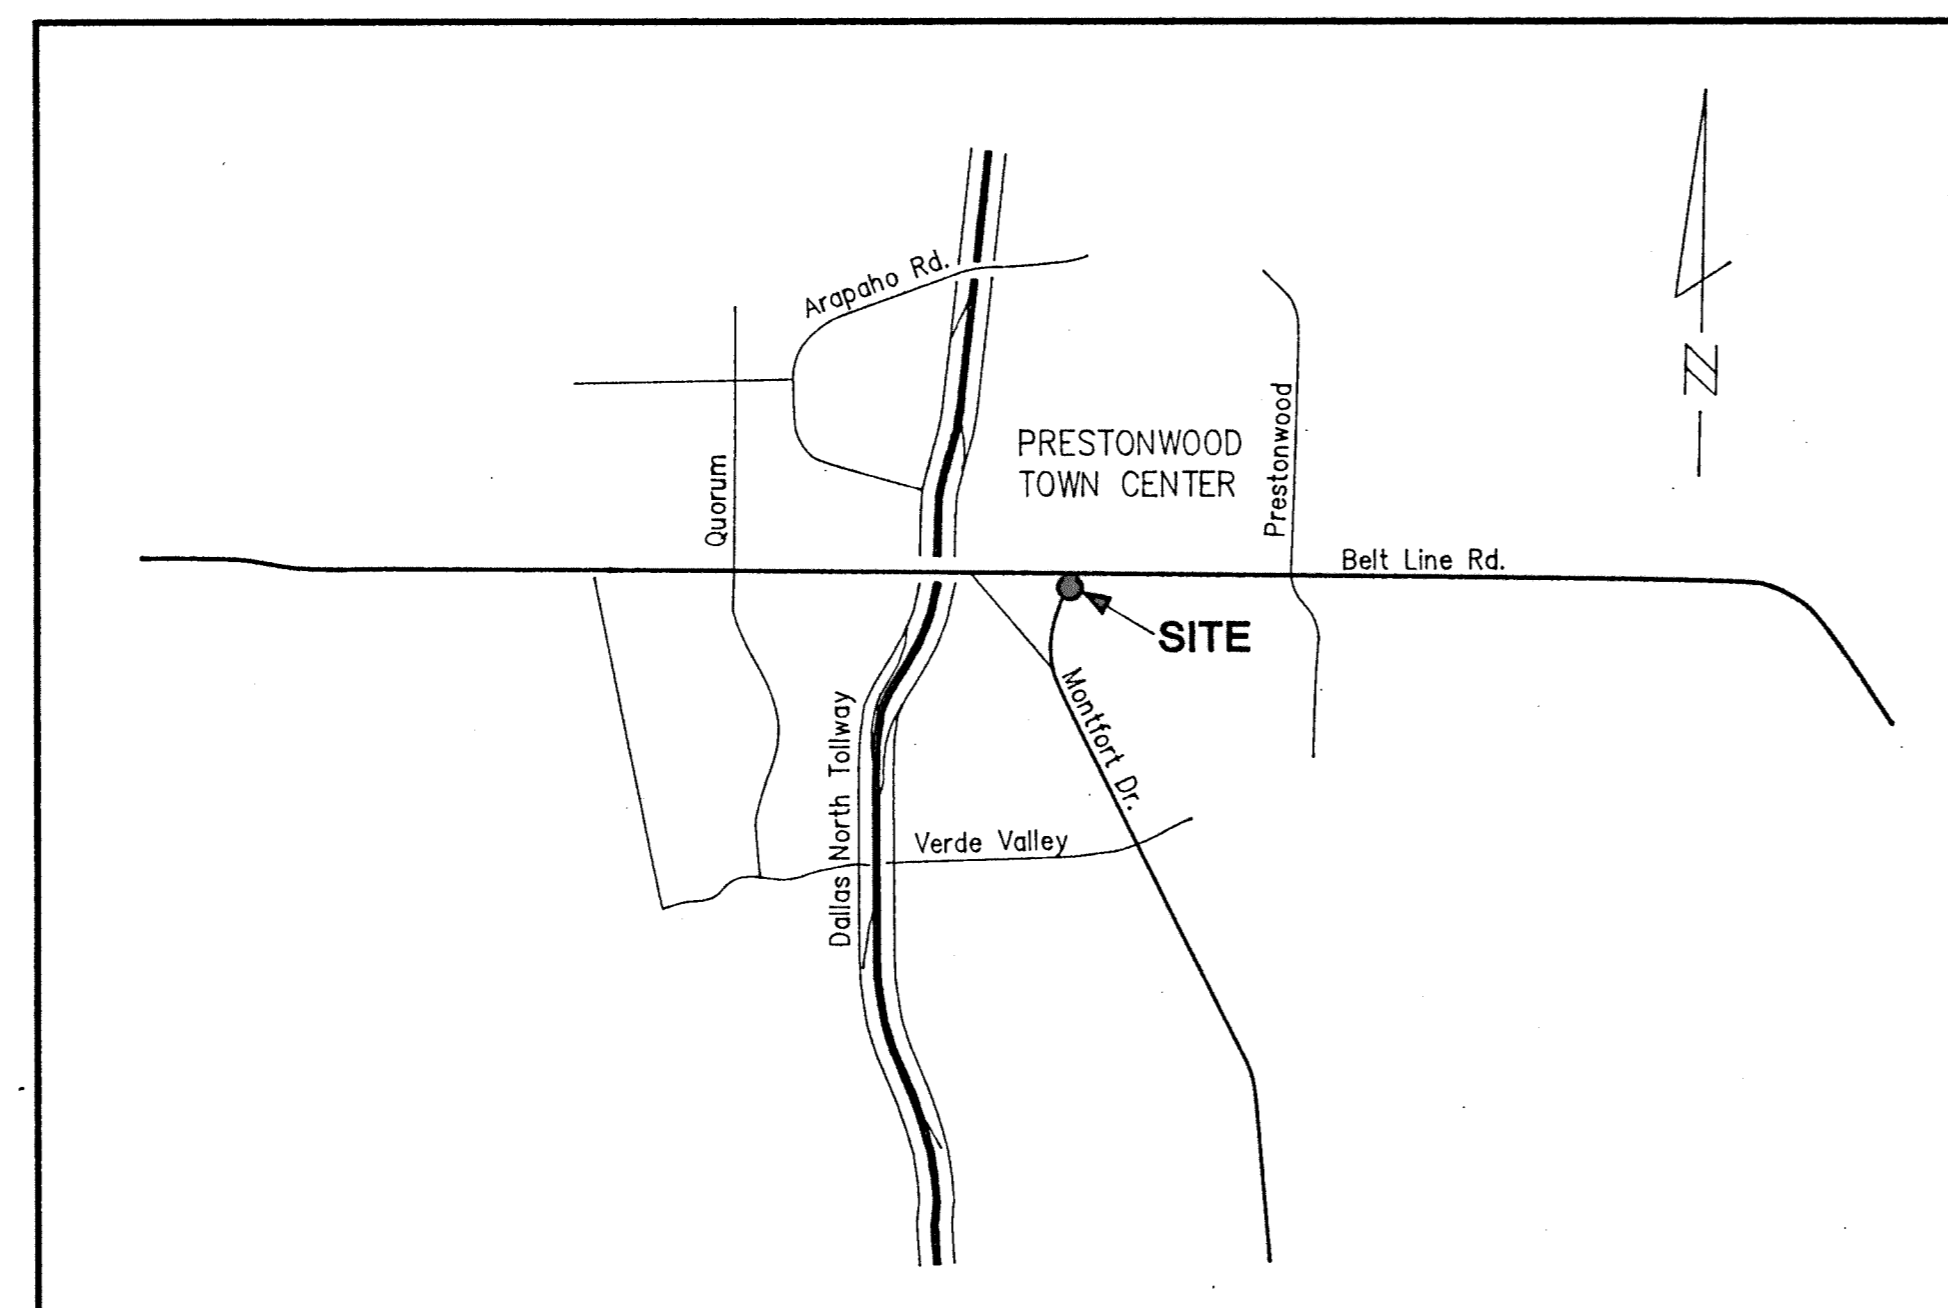 Arapaho Rd.
PRESTONWOOD
TOWN CENTER
Prestonwood
N
Quorum
Belt Line Rd.
SITE
Montfort Dr.
Dallas North Tollway
Verde Valley